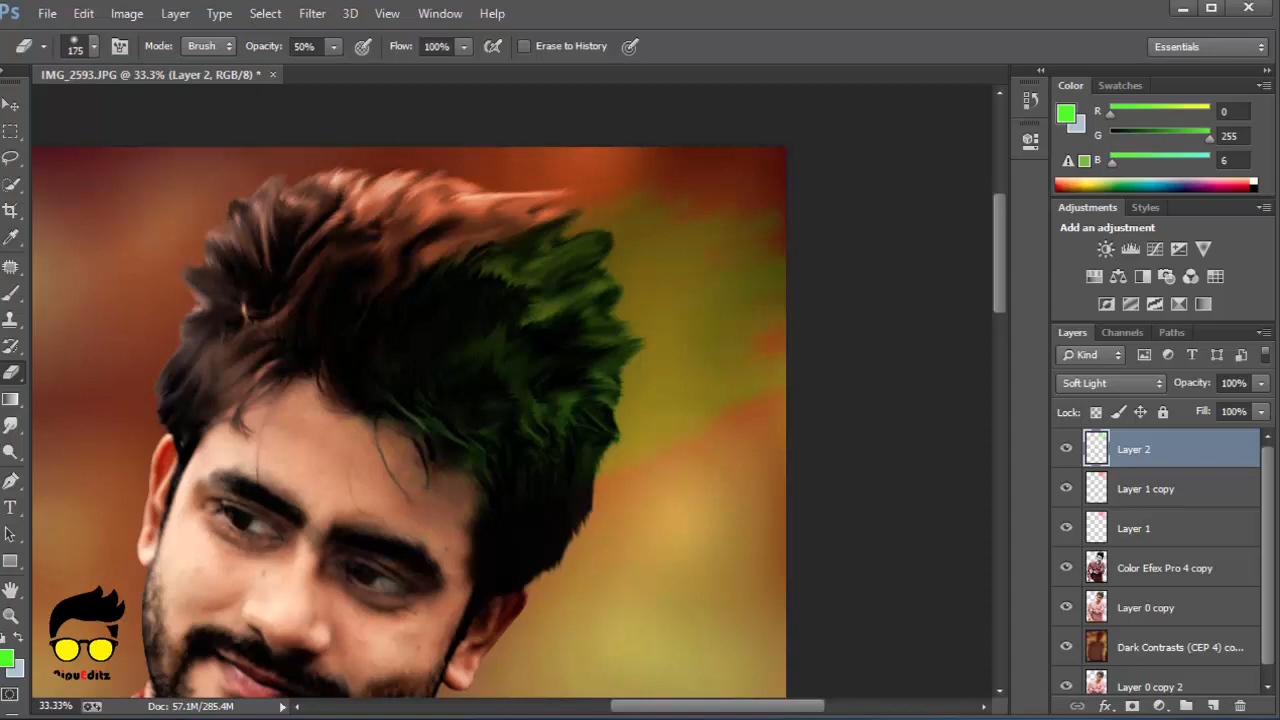 Ps File Edit Image Layer Type Select Filter 3D View Window Help
175 Mode: Brush Opacity: 50% Flow: 100% Erase to History Essentials
IMG_2593.JPG @ 33.3% (Layer 2, RGB/8) * ×
Color Swatches
R 0
G 255
B 6
Adjustments Styles
Add an adjustment
Layers Channels Paths
Kind
Soft Light Opacity: 100%
Lock: Fill: 100%
Layer 2
Layer 1 copy
Layer 1
Color Efex Pro 4 copy
Layer 0 copy
Dark Contrasts (CEP 4) co...
Layer 0 copy 2
33.33% Doc: 57.1M/285.4M